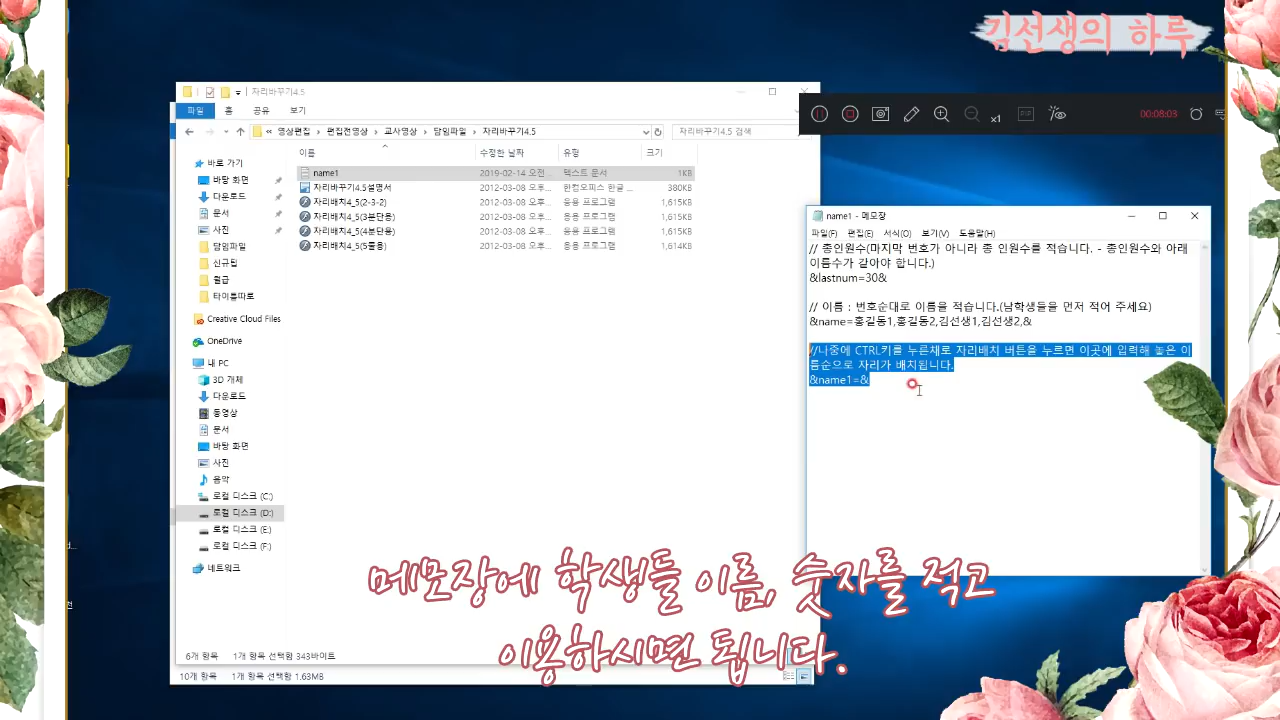 김선생의 하루
자리바꾸기4.5
파일 홈 공유 보기
« 영상편집 › 편집전영상 › 교사영상 › 담임파일 › 자리바꾸기4.5
자리바꾸기4.5 검색
이름 수정한 날짜 유형 크기
name1 2019-02-14 오전... 텍스트 문서 1KB
자리바꾸기4.5설명서 2012-03-08 오후... 한컴오피스 한글 ... 380KB
자리배치4_5(2-3-2) 2012-03-08 오후... 응용 프로그램 1,615KB
자리배치4_5(3분단용) 2012-03-08 오후... 응용 프로그램 1,615KB
자리배치4_5(4분단용) 2012-03-08 오후... 응용 프로그램 1,615KB
자리배치4_5(5줄용) 2012-03-08 오후... 응용 프로그램 1,614KB
바로 가기
바탕 화면
다운로드
문서
사진
담임파일
신규팁
월급
타이틀따로
Creative Cloud Files
OneDrive
내 PC
3D 개체
다운로드
동영상
문서
바탕 화면
사진
음악
로컬 디스크 (C:)
로컬 디스크 (D:)
로컬 디스크 (E:)
로컬 디스크 (F:)
네트워크
6개 항목 1개 항목 선택함 343바이트
10개 항목 1개 항목 선택함 1.63MB
x1
PIP
00:08:03
name1 - 메모장
파일(F) 편집(E) 서식(O) 보기(V) 도움말(H)
// 총인원수(마지막 번호가 아니라 총 인원수를 적습니다. - 총인원수와 아래
이름수가 같아야 합니다.)
&lastnum=30&
// 이름 : 번호순대로 이름을 적습니다.(남학생들을 먼저 적어 주세요)
&name=홍길동1,홍길동2,김선생1,김선생2,&
//나중에 CTRL키를 누른채로 자리배치 버튼을 누르면 이곳에 입력해 놓은 이
름순으로 자리가 배치됩니다.
&name1=&
메모장에 학생들 이름, 숫자를 적고
이용하시면 됩니다.